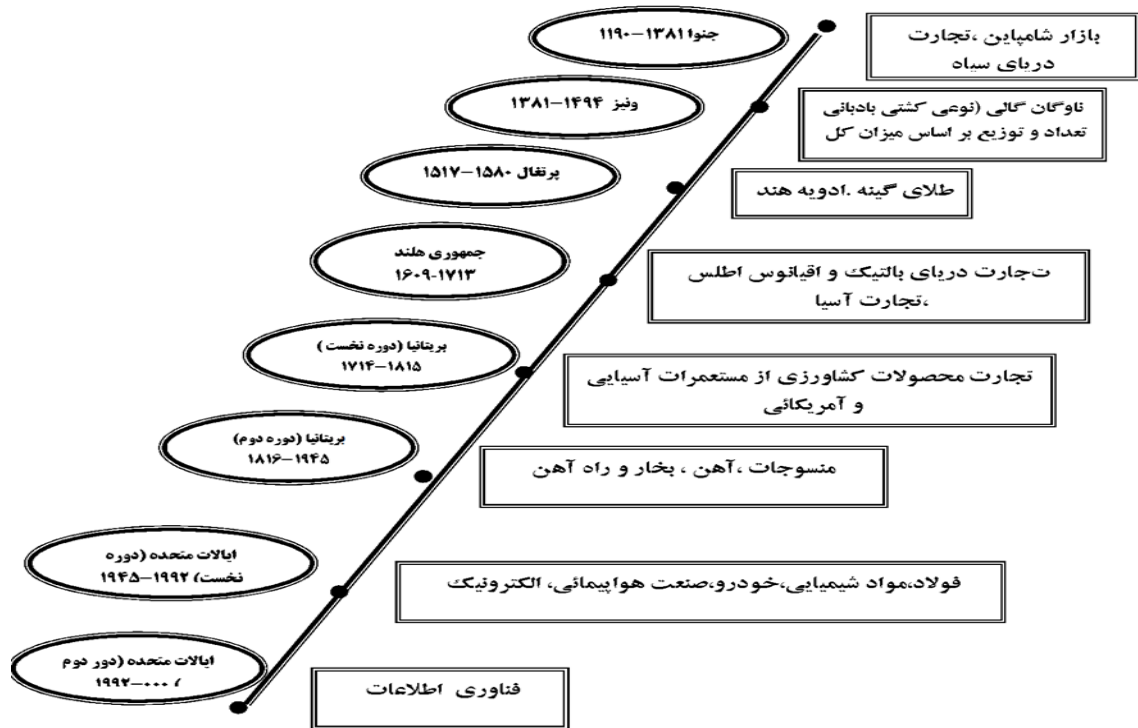 جنوا ۱۳۸۱–۱۱۹۰
بازار شامپاین ،تجارت
دریای سیاه
ونیز ۱۴۹۴–۱۳۸۱
ناوگان گالی (نوعی کشتی بادبانی
تعداد و توزیع بر اساس میزان کل
پرتغال ۱۵۸۰–۱۵۱۷
طلای گینه .ادویه هند
جمهوری هلند
۱۶۰۹-۱۷۱۳
تجارت دریای بالتیک و اقیانوس اطلس
،تجارت آسیا
بریتانیا (دوره نخست )
۱۷۱۴–۱۸۱۵
تجارت محصولات کشاورزی از مستعمرات آسیایی
و آمریکائی
بریتانیا (دوره دوم)
۱۸۱۶–۱۹۴۵
منسوجات ،آهن ، بخار و راه آهن
ایالات متحده (دوره
نخست) ۱۹۹۲–۱۹۴۵
فولاد،مواد شیمیایی،خودرو،صنعت هواپیمائی، الکترونیک
ایالات متحده (دور دوم
) ۰۰۰–۱۹۹۲
فناوری اطلاعات